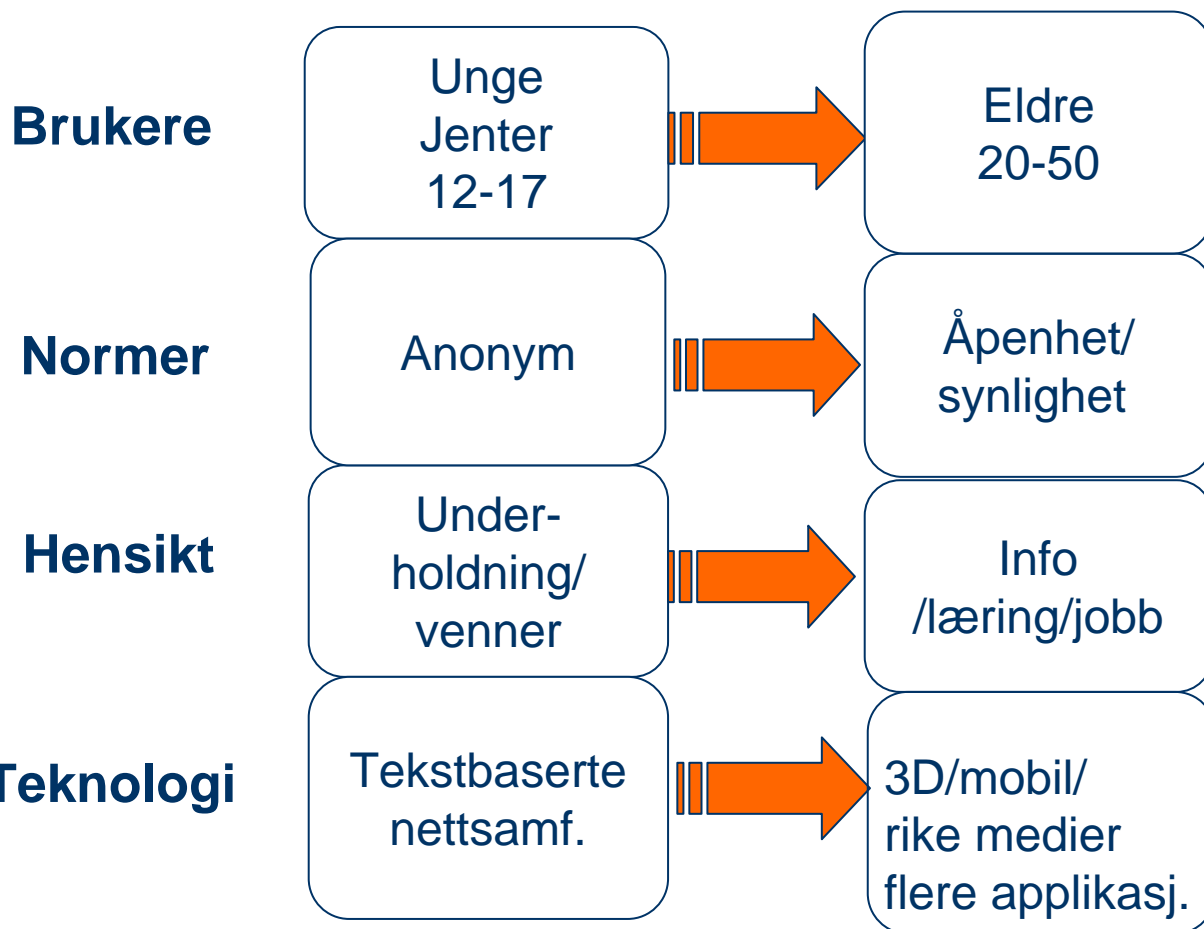 Brukere
Unge
Jenter
12-17
Eldre
20-50
Normer
Anonym
Åpenhet/
synlighet
Hensikt
Under-
holdning/
venner
Info
/læring/jobb
Teknologi
Tekstbaserte
nettsamf.
3D/mobil/
rike medier
flere applikasj.